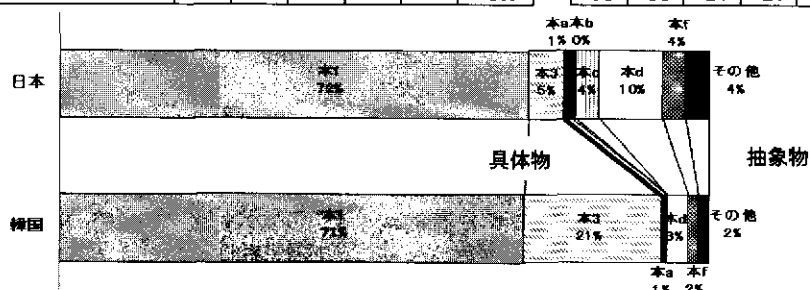 本a本b 本f
1% 0% 4%
日本 本1 本3 本c 本d その他
72% 5% 4% 10% 4%
具体物 抽象物
韓国 本1 本3 本d その他
71% 21% 3% 2%
本a 本f
1% 2%